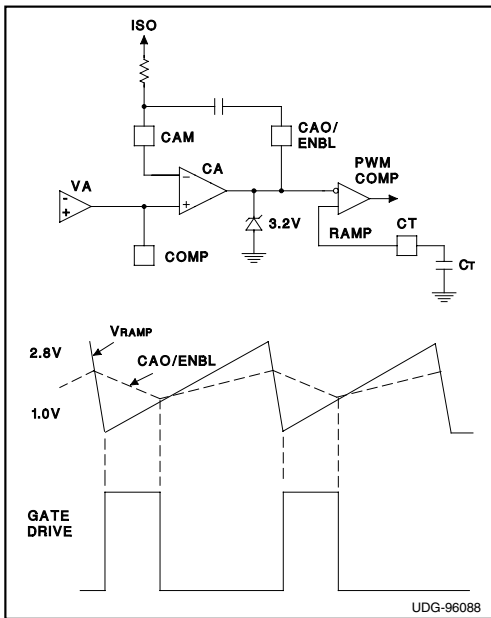 ISO
CAM
CAO/
ENBL
CA
PWM
COMP
VA
-
+
-
+
3.2V
RAMP
CT
COMP
CT
VRAMP
2.8V
CAO/ENBL
1.0V
GATE
DRIVE
UDG-96088